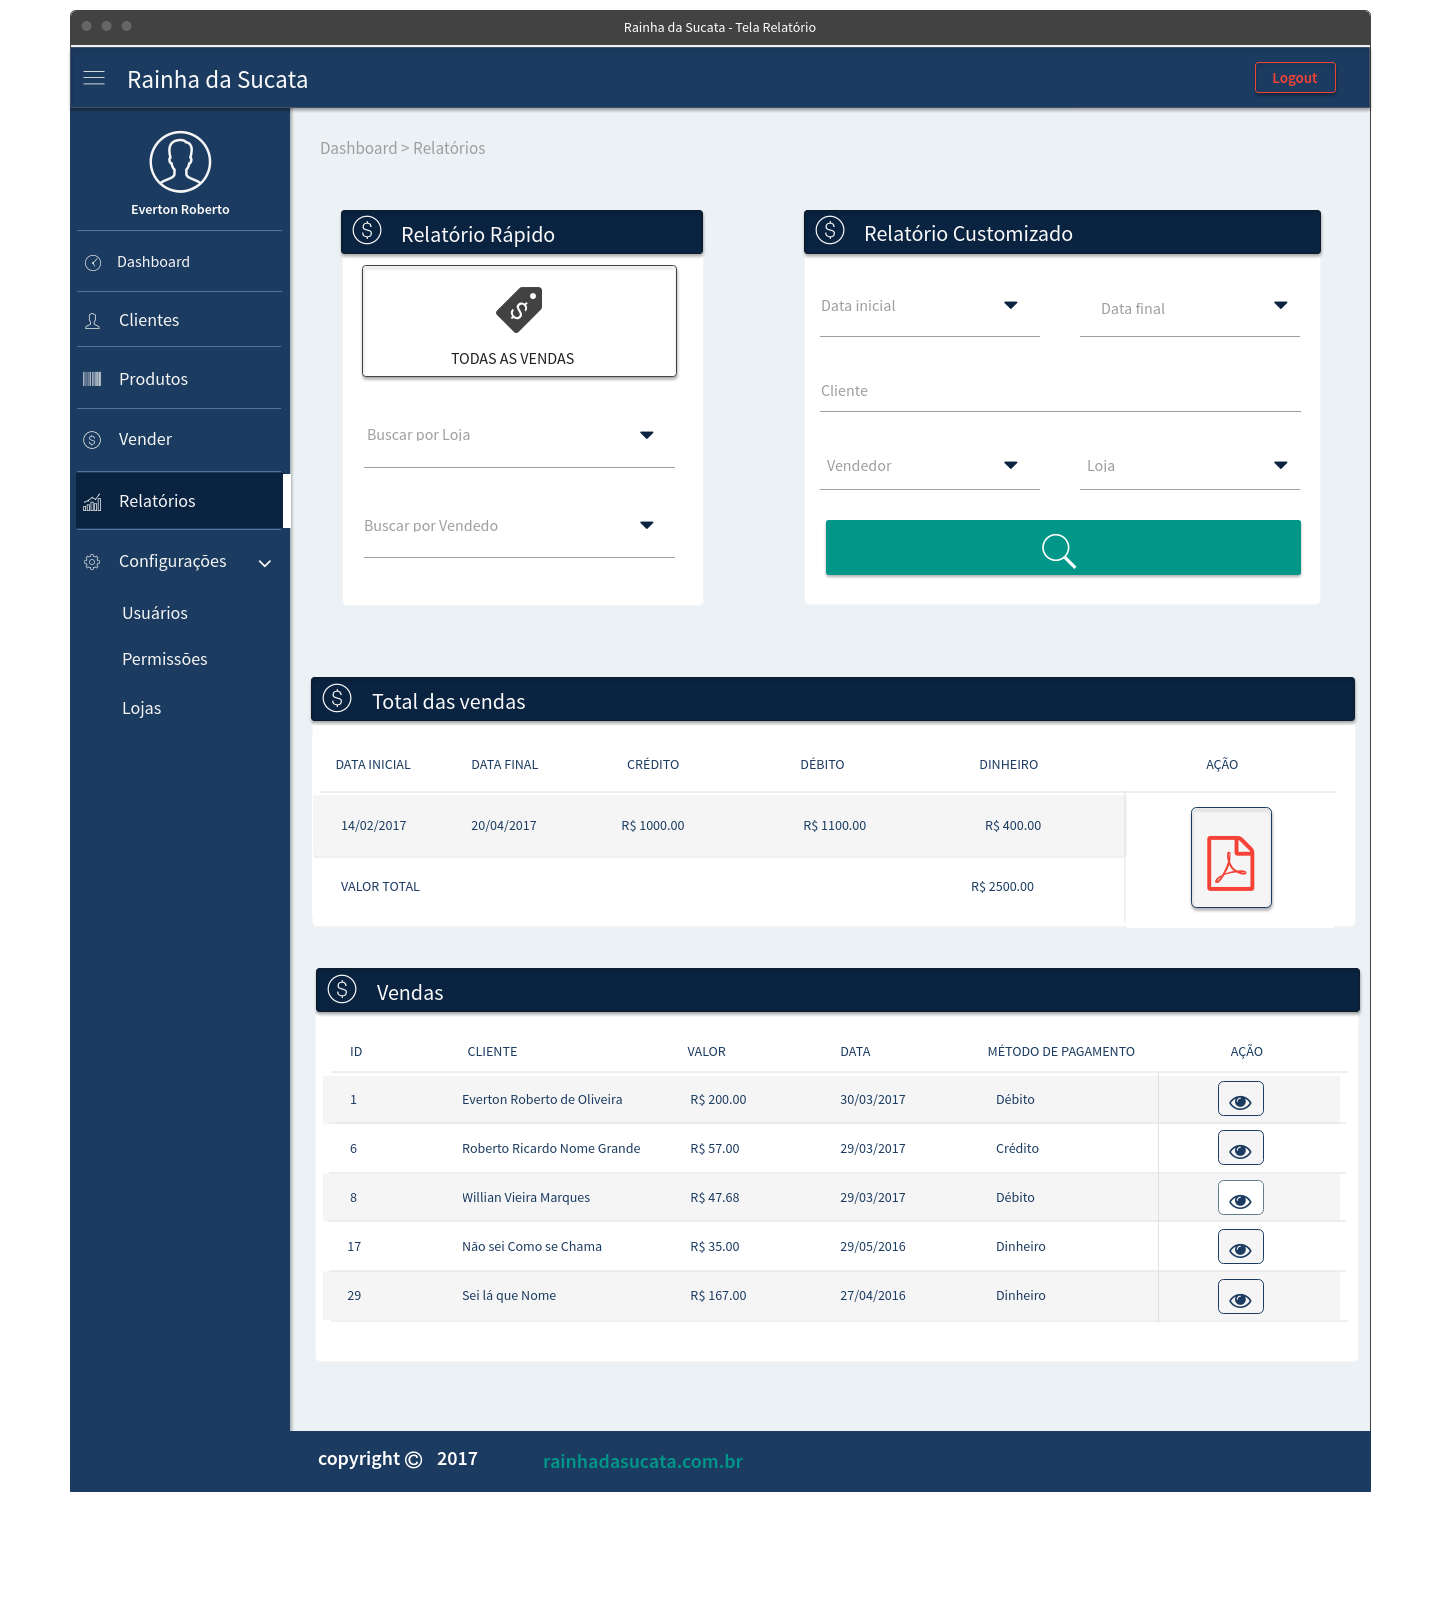 Rainha da Sucata - Tela Relatório
Rainha da Sucata
Logout
Everton Roberto
Dashboard
Clientes
Produtos
Vender
Relatórios
Configurações
Usuários
Permissões
Lojas
Dashboard > Relatórios
Relatório Rápido
TODAS AS VENDAS
Buscar por Loja
Buscar por Vendedo
Relatório Customizado
Data inicial Data final
Cliente
Vendedor Loja
Total das vendas
DATA INICIAL DATA FINAL CRÉDITO DÉBITO DINHEIRO AÇÃO
14/02/2017 20/04/2017 R$ 1000.00 R$ 1100.00 R$ 400.00
VALOR TOTAL R$ 2500.00
Vendas
ID CLIENTE VALOR DATA MÉTODO DE PAGAMENTO AÇÃO
1 Everton Roberto de Oliveira R$ 200.00 30/03/2017 Débito
6 Roberto Ricardo Nome Grande R$ 57.00 29/03/2017 Crédito
8 Willian Vieira Marques R$ 47.68 29/03/2017 Débito
17 Não sei Como se Chama R$ 35.00 29/05/2016 Dinheiro
29 Sei lá que Nome R$ 167.00 27/04/2016 Dinheiro
copyright © 2017 rainhadasucata.com.br